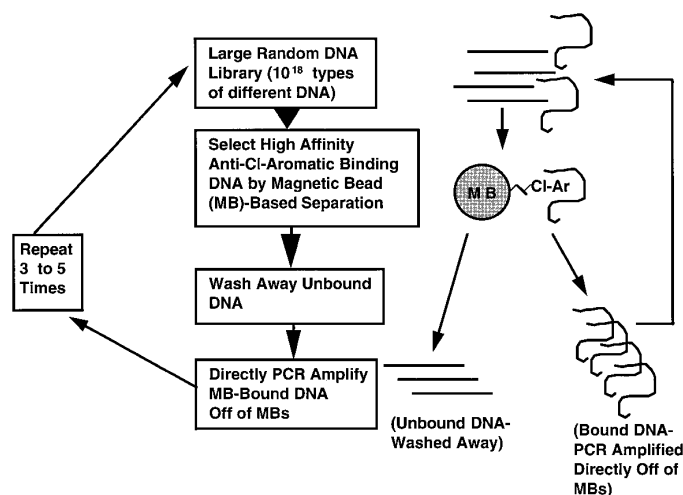 Large Random DNA
Library (10¹⁸ types
of different DNA)
Select High Affinity
Anti-Cl-Aromatic Binding
DNA by Magnetic Bead
(MB)-Based Separation
Wash Away Unbound
DNA
Directly PCR Amplify
MB-Bound DNA
Off of MBs
Repeat
3 to 5
Times
MB
Cl-Ar
(Unbound DNA-
Washed Away)
(Bound DNA-
PCR Amplified
Directly Off of
MBs)